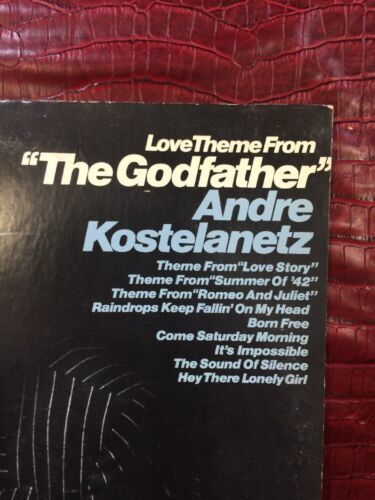 Love Theme From
"The Godfather"
Andre
Kostelanetz
Theme From "Love Story"
Theme From "Summer Of '42"
Theme From "Romeo And Juliet"
Raindrops Keep Fallin' On My Head
Born Free
Come Saturday Morning
It's Impossible
The Sound Of Silence
Hey There Lonely Girl